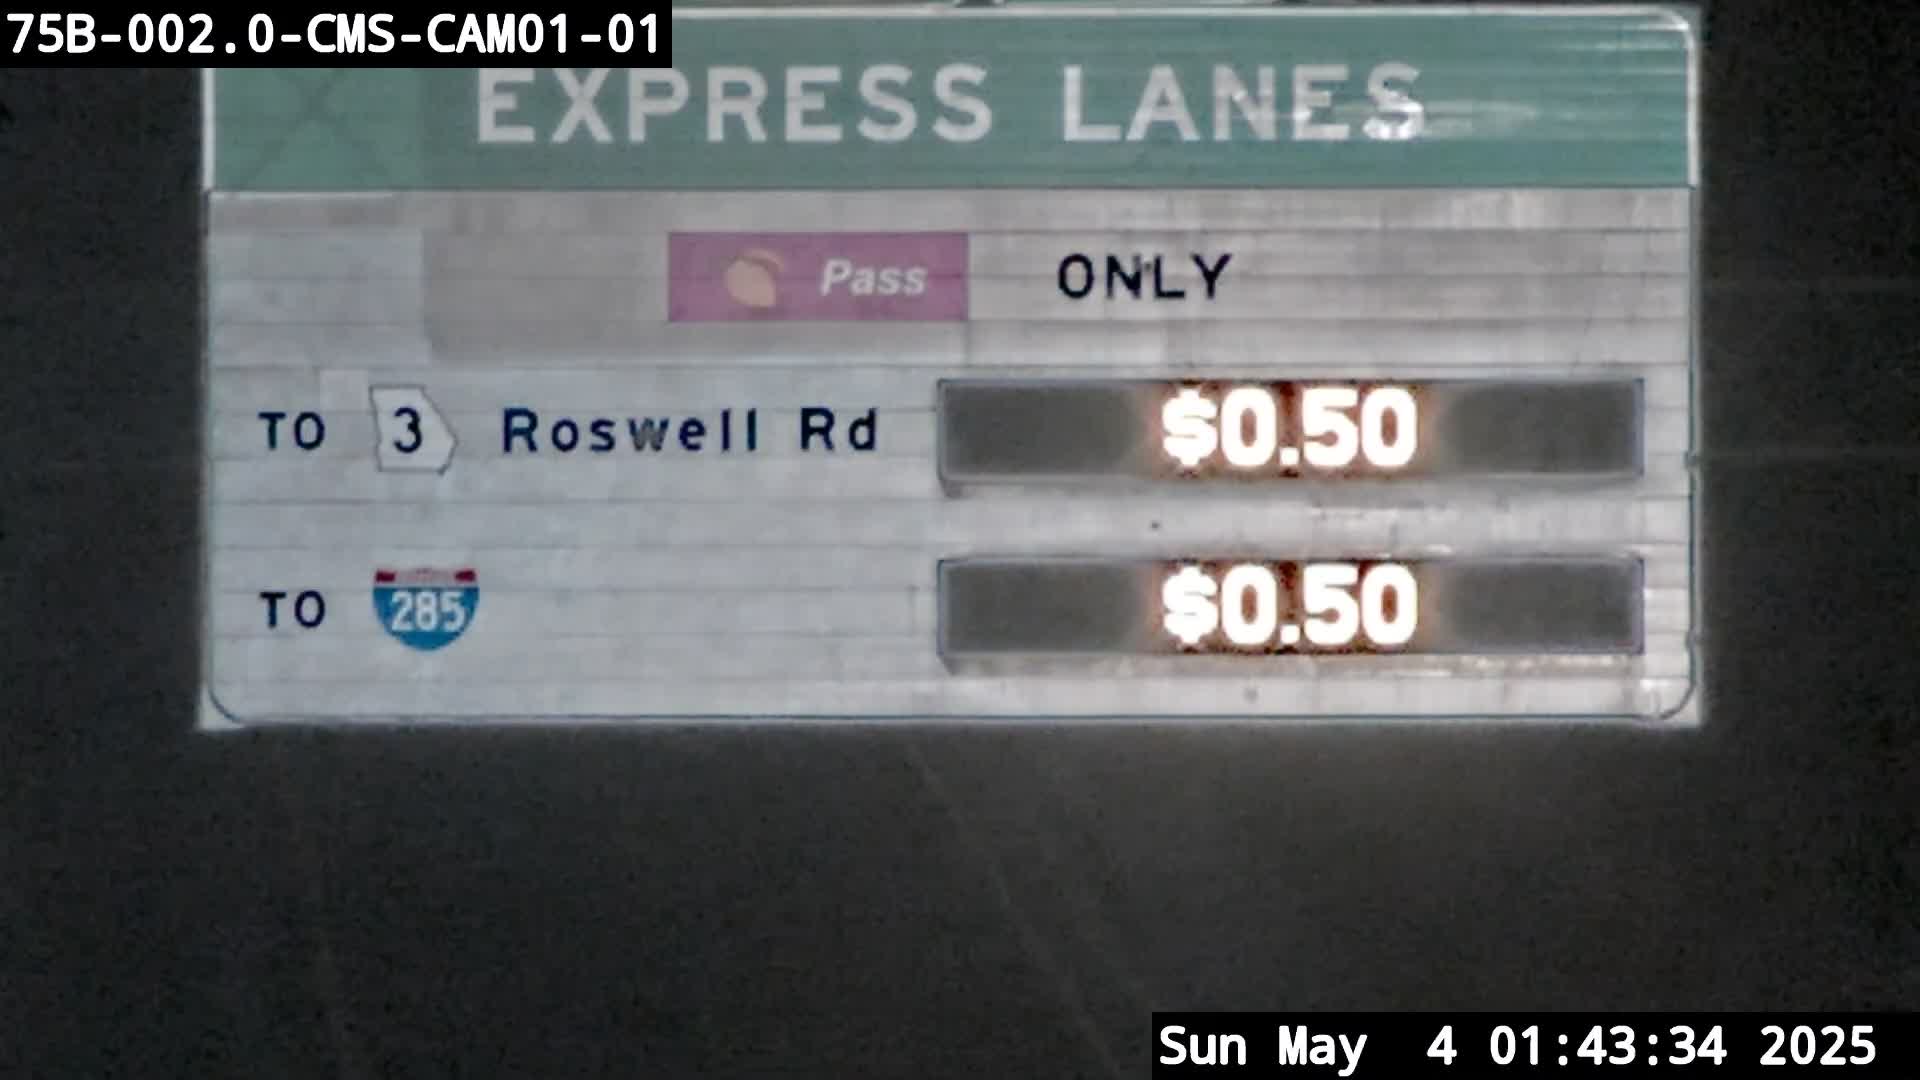 75B-002.0-CMS-CAM01-01
EXPRESS LANES
Pass ONLY
TO 3 Roswell Rd $0.50
TO 285 $0.50
Sun May 4 01:43:34 2025